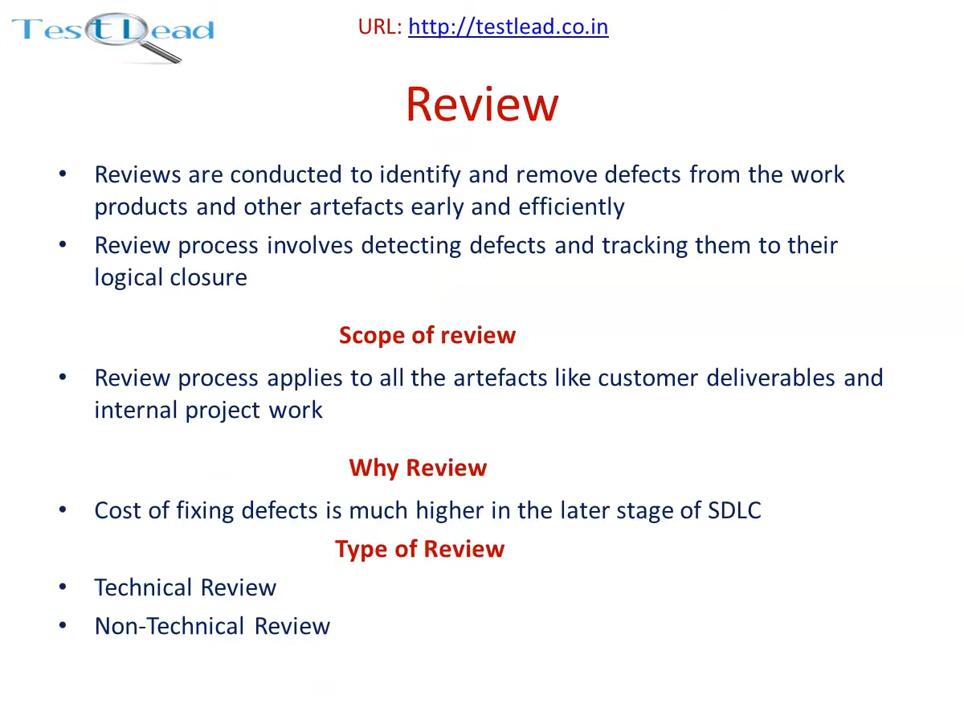 Test Lead
URL: http://testlead.co.in
Review
• Reviews are conducted to identify and remove defects from the work
products and other artefacts early and efficiently
• Review process involves detecting defects and tracking them to their
logical closure
Scope of review
• Review process applies to all the artefacts like customer deliverables and
internal project work
Why Review
• Cost of fixing defects is much higher in the later stage of SDLC
Type of Review
• Technical Review
• Non-Technical Review